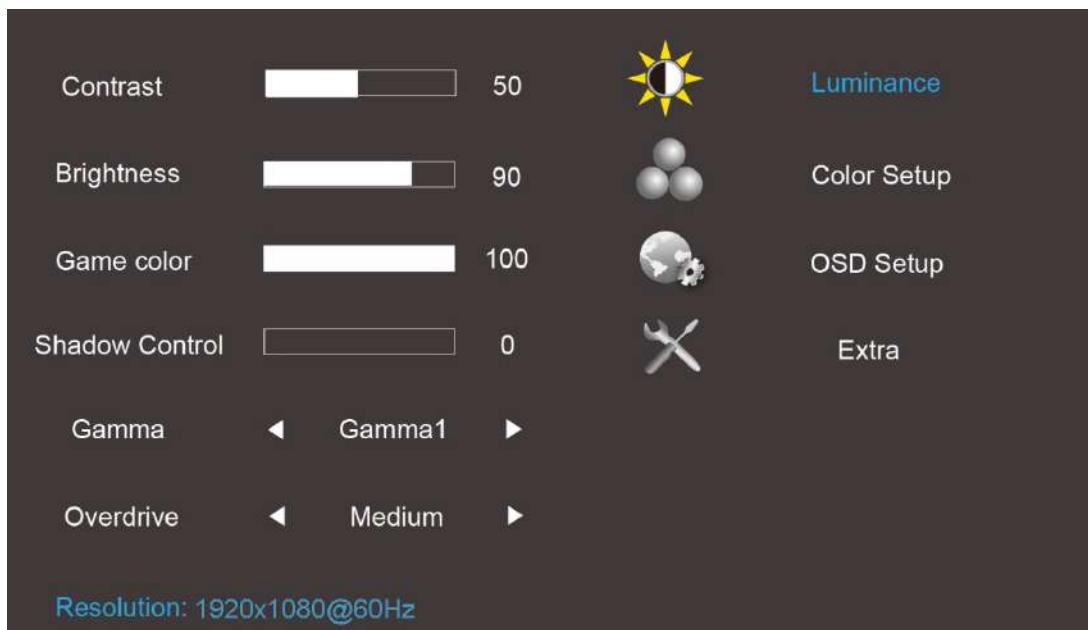 Contrast 50 Luminance
Brightness 90 Color Setup
Game color 100 OSD Setup
Shadow Control 0 Extra
Gamma Gamma1
Overdrive Medium
Resolution: 1920x1080@60Hz